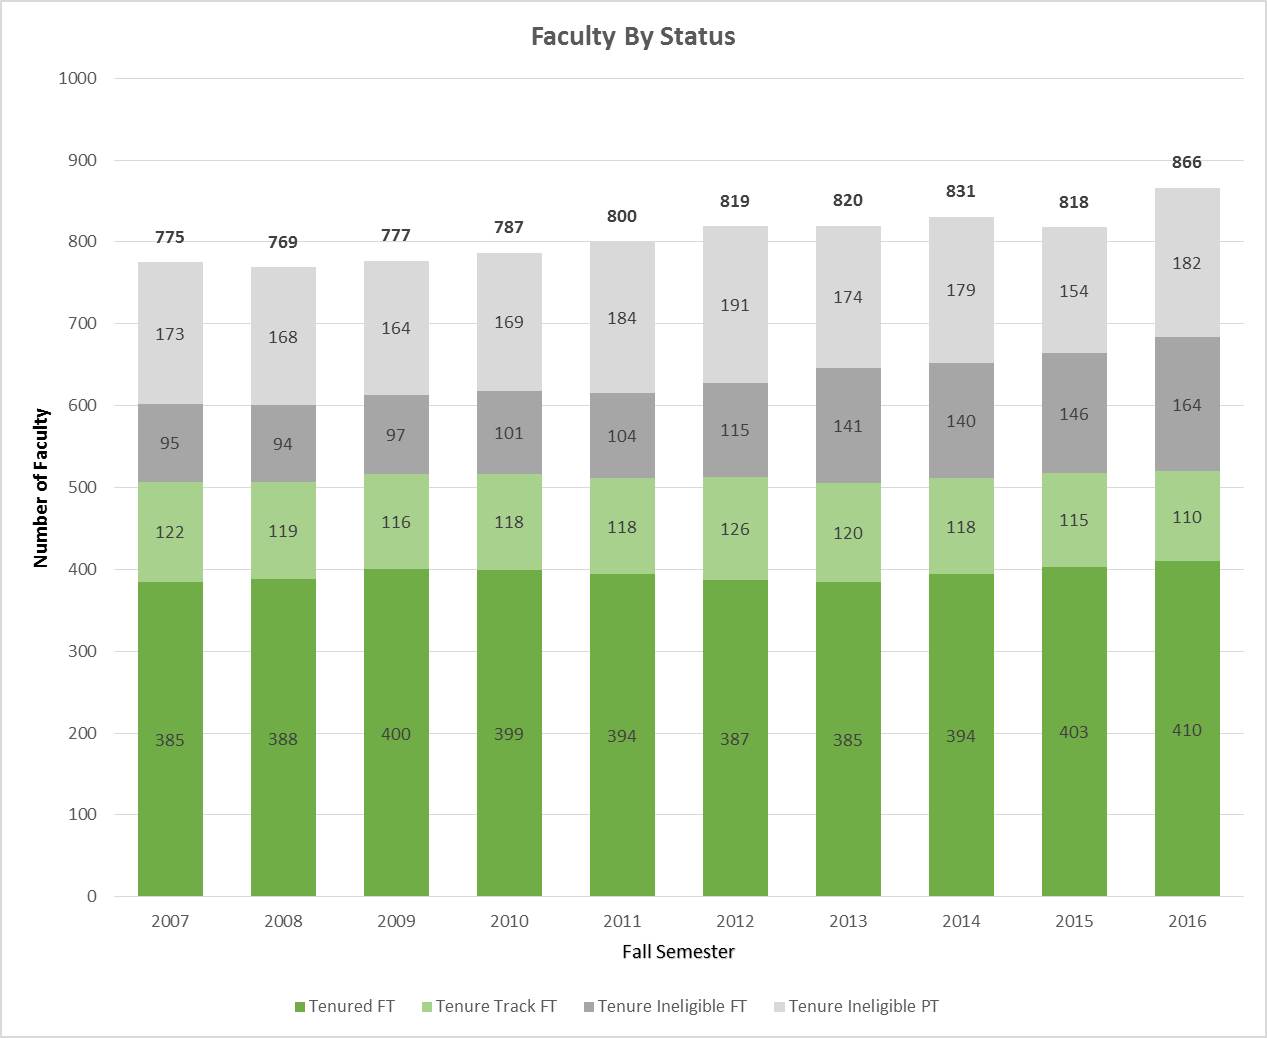 Faculty By Status
1000
900
800
700
600
500
400
300
200
100
0
Number of Faculty
775 769 777 787 800 819 820 831 818 866
173 168 164 169 184 191 174 179 154 182
95 94 97 101 104 115 141 140 146 164
122 119 116 118 118 126 120 118 115 110
385 388 400 399 394 387 385 394 403 410
2007 2008 2009 2010 2011 2012 2013 2014 2015 2016
Fall Semester
Tenured FT Tenure Track FT Tenure Ineligible FT Tenure Ineligible PT